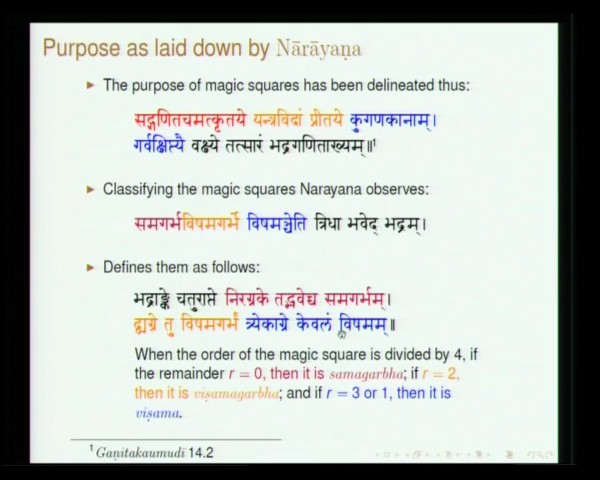 Purpose as laid down by Nārāyaṇa
► The purpose of magic squares has been delineated thus:
सद्गणितचमत्कृतये यन्त्रविदां प्रीतये कुगणकानाम्।
गर्वक्षिप्त्यै वक्ष्ये तत्सारं भद्रगणिताख्यम्॥¹
► Classifying the magic squares Narayana observes:
समगर्भविषमगर्भे विषमञ्चेति त्रिधा भवेद् भद्रम्।
► Defines them as follows:
भद्राङ्के चतुराप्ते निरग्रके तद्भवेच्च समगर्भम्।
द्व्यग्रे तु विषमगर्भं त्र्येकाग्रे केवलं विषमम्॥
When the order of the magic square is divided by 4, if
the remainder r = 0, then it is samagarbha; if r = 2,
then it is viṣamagarbha; and if r = 3 or 1, then it is
viṣama.
¹ Gaṇitakaumudī 14.2